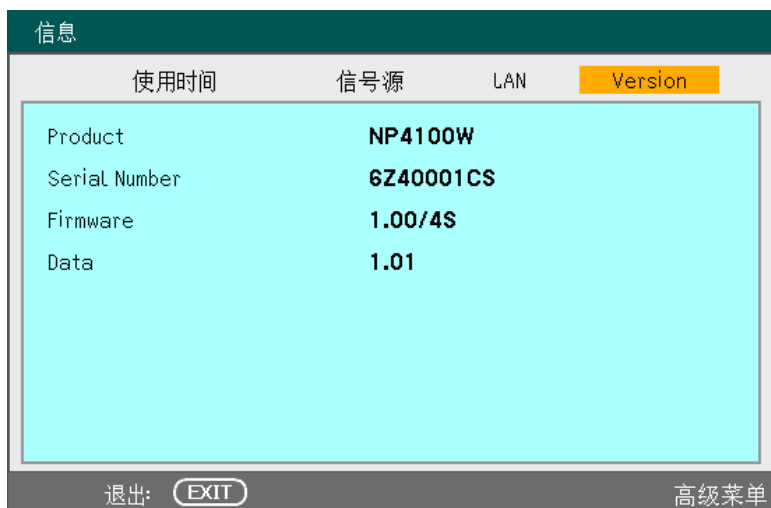 信息
使用时间 信号源 LAN Version
Product NP4100W
Serial Number 6Z40001CS
Firmware 1.00/4S
Data 1.01
退出: EXIT 高级菜单